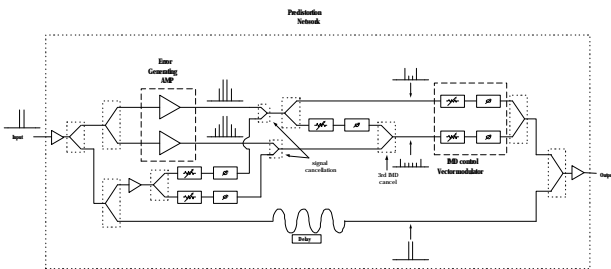 Predistortion
Network
Error
Generating
AMP
Input
signal
cancellation
3rd IMD
cancel
IMD control
Vector modulator
Output
Delay